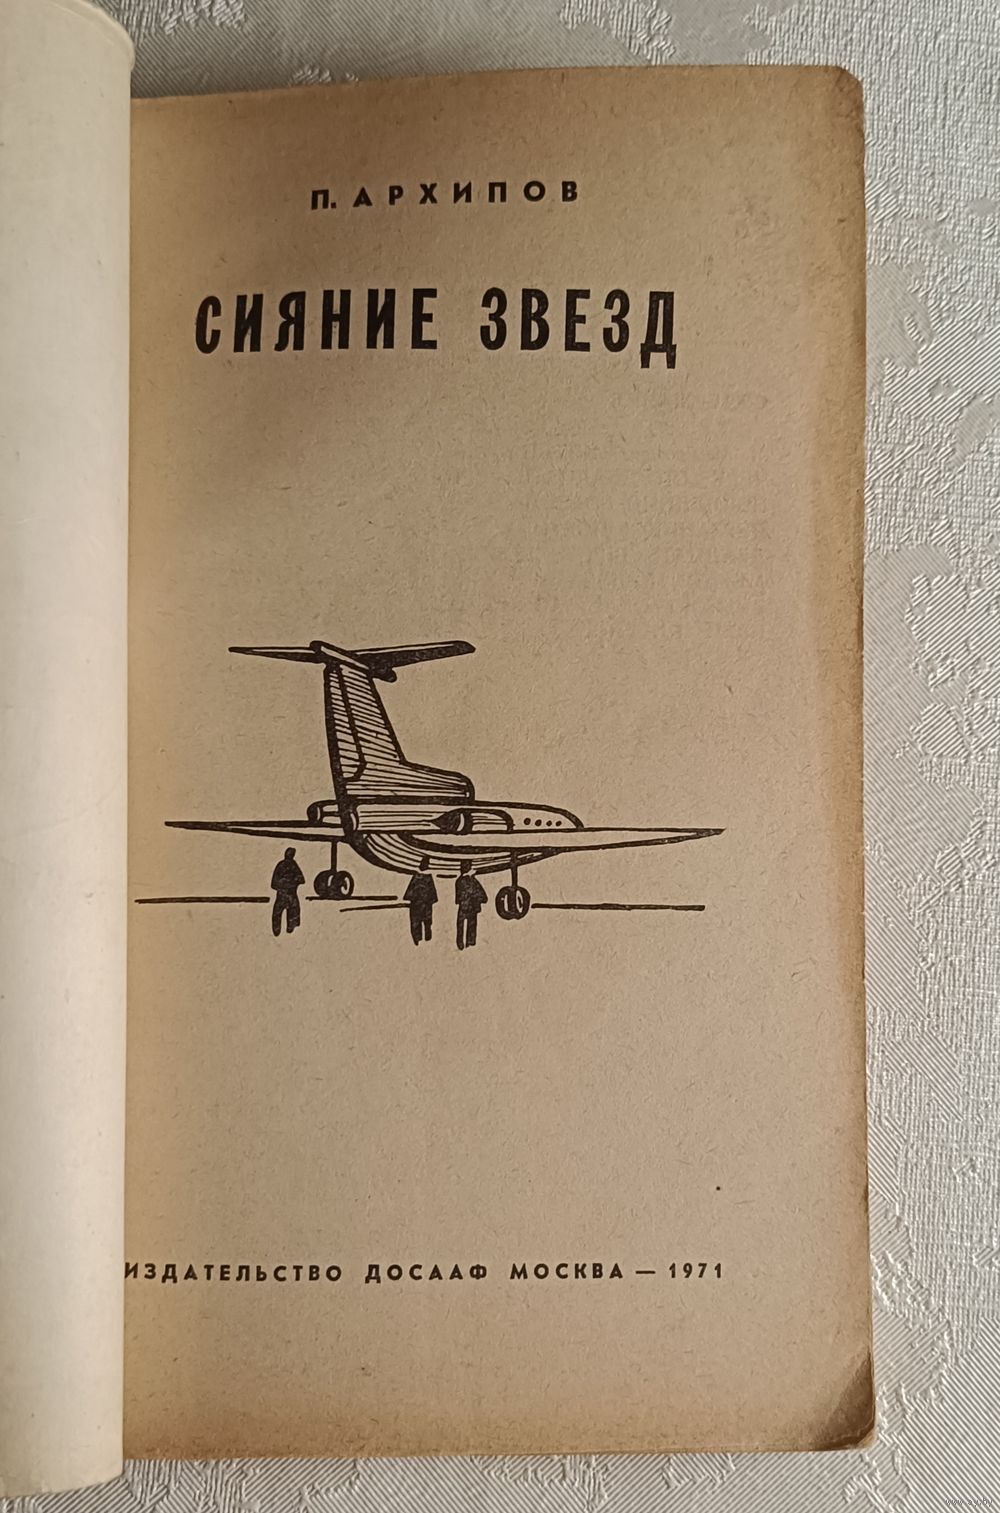 П. АРХИПОВ
СИЯНИЕ ЗВЕЗД
ИЗДАТЕЛЬСТВО ДОСААФ МОСКВА — 1971